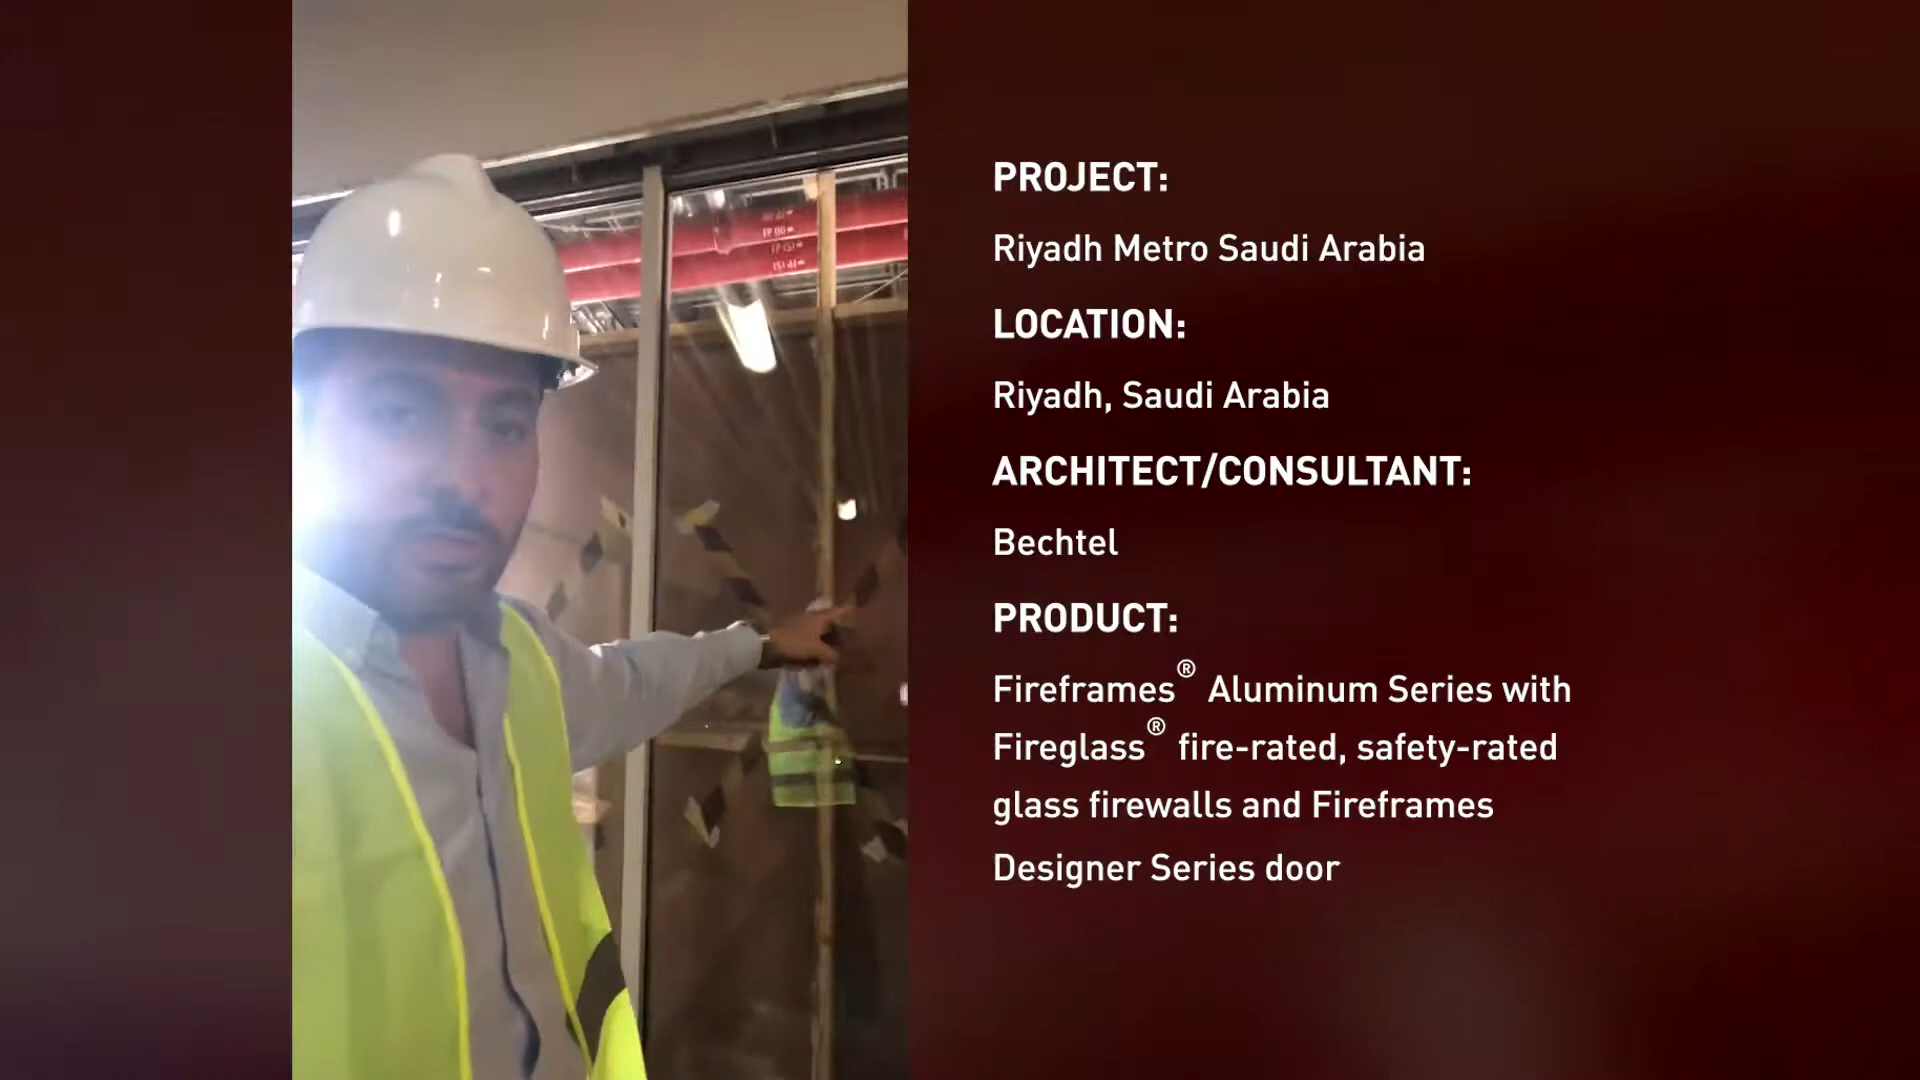 PROJECT:
Riyadh Metro Saudi Arabia
LOCATION:
Riyadh, Saudi Arabia
ARCHITECT/CONSULTANT:
Bechtel
PRODUCT:
Fireframes® Aluminum Series with
Fireglass® fire-rated, safety-rated
glass firewalls and Fireframes
Designer Series door